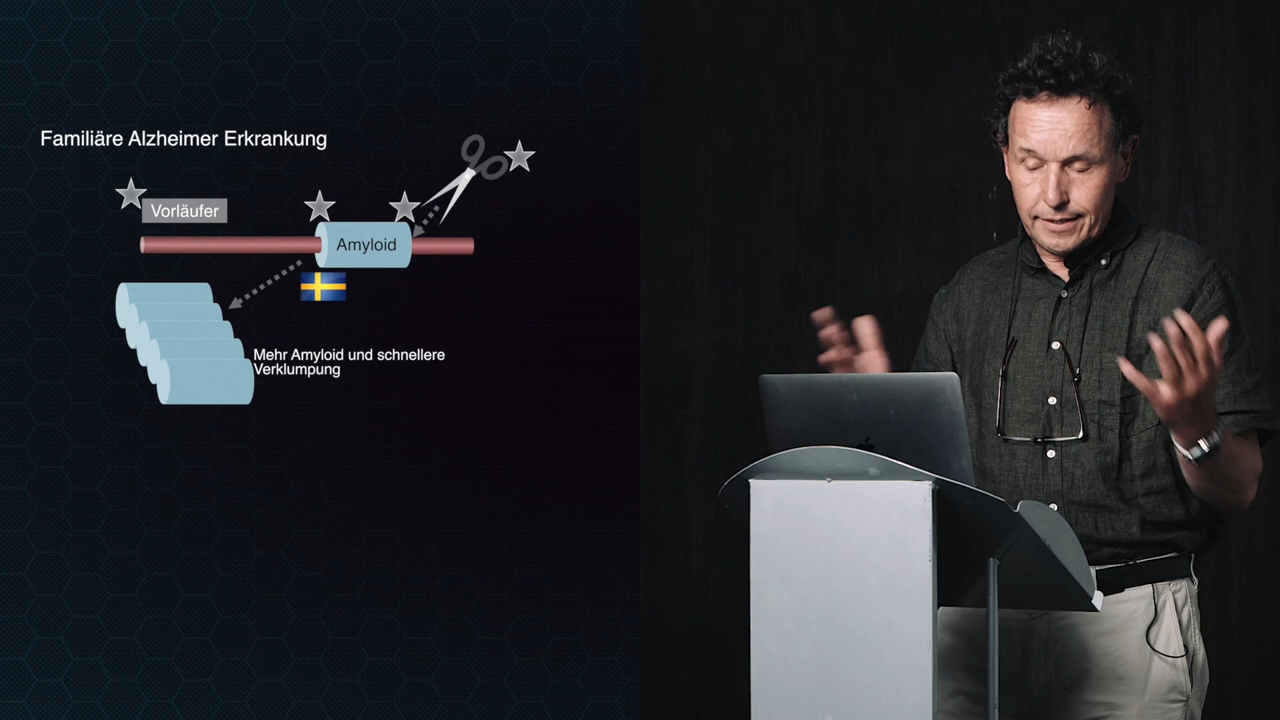 Familiäre Alzheimer Erkrankung
Vorläufer
Amyloid
Mehr Amyloid und schnellere
Verklumpung